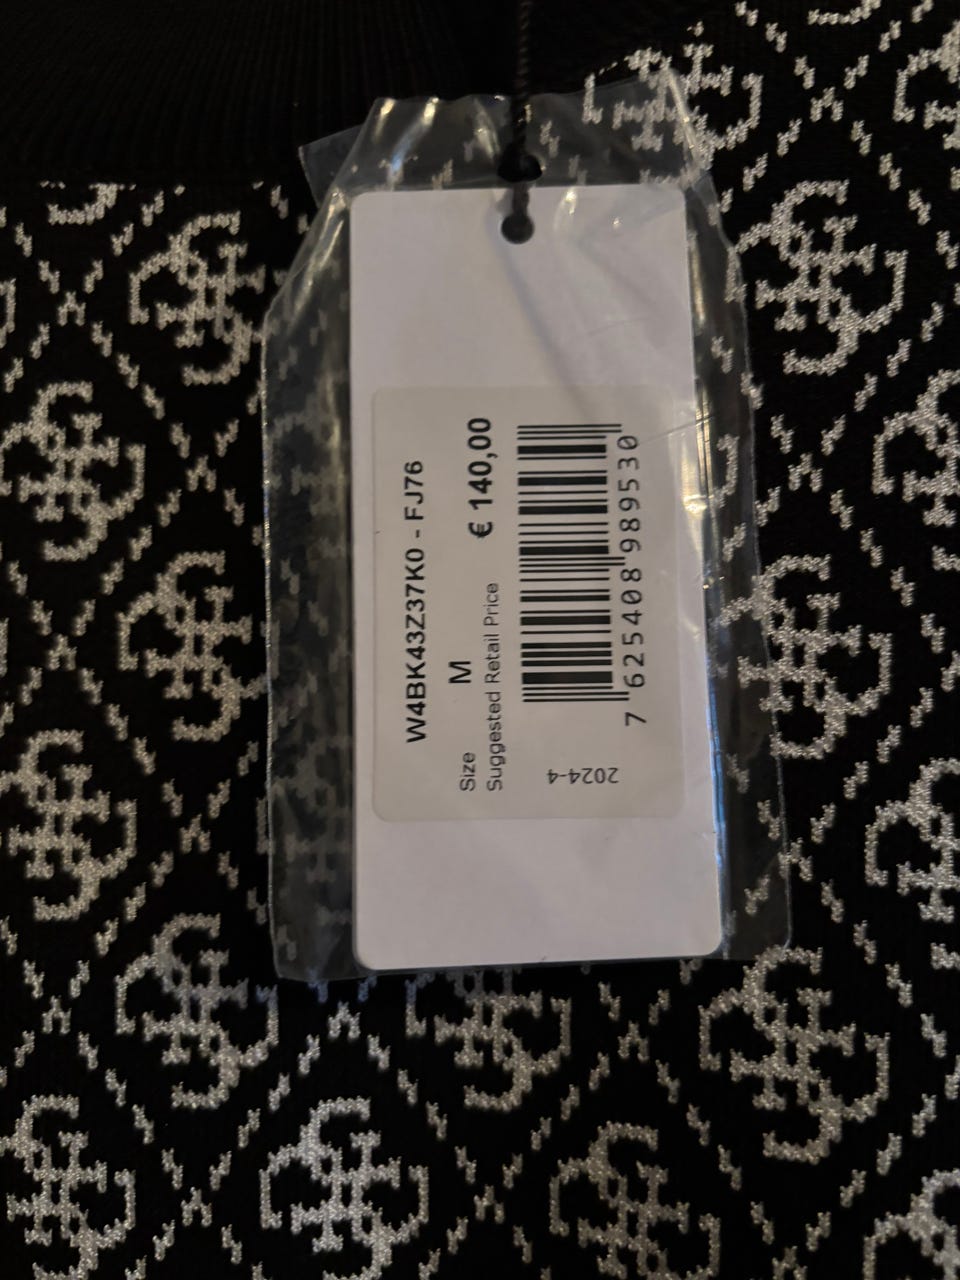 W4BK43Z37K0 - FJ76
Size M
Suggested Retail Price € 140,00
7 625408 989530
2024-4